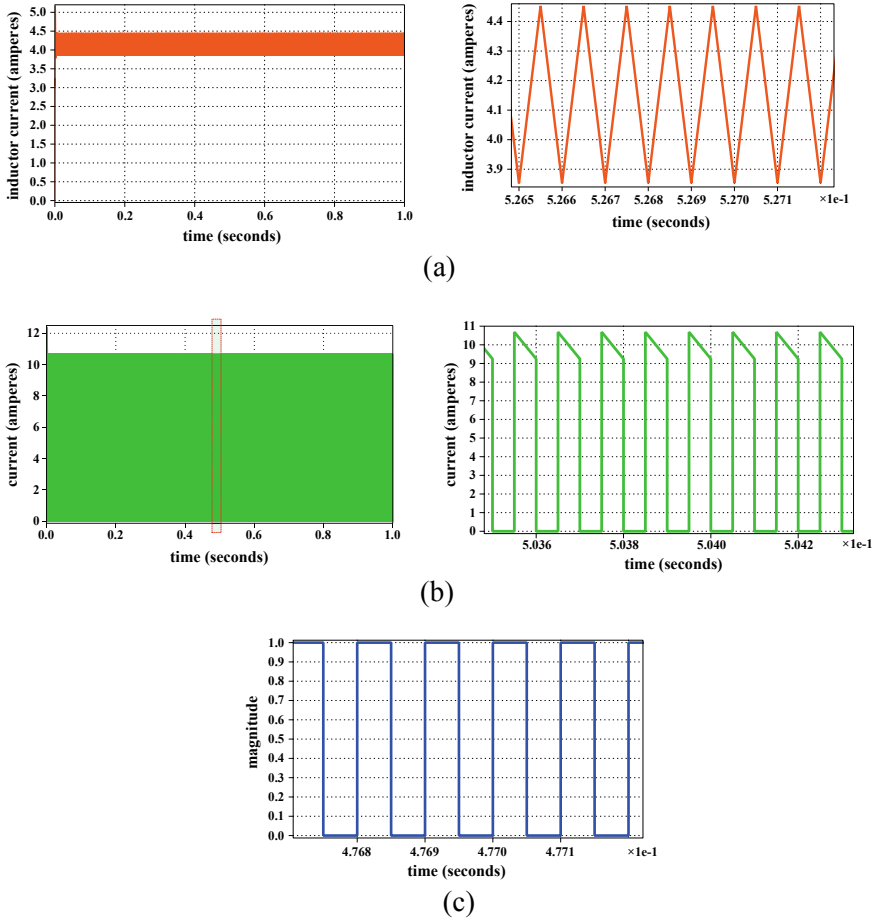 inductor current (amperes)
5.0
4.5
4.0
3.5
3.0
2.5
2.0
1.5
1.0
0.5
0.0
0.0 0.2 0.4 0.6 0.8 1.0
time (seconds)
inductor current (amperes)
4.4
4.3
4.2
4.1
4.0
3.9
5.265 5.266 5.267 5.268 5.269 5.270 5.271 ×1e-1
time (seconds)
(a)
current (amperes)
12
10
8
6
4
2
0
0.0 0.2 0.4 0.6 0.8 1.0
time (seconds)
current (amperes)
11
10
9
8
7
6
5
4
3
2
1
0
5.036 5.038 5.040 5.042 ×1e-1
time (seconds)
(b)
magnitude
1.0
0.9
0.8
0.7
0.6
0.5
0.4
0.3
0.2
0.1
0.0
4.768 4.769 4.770 4.771 ×1e-1
time (seconds)
(c)